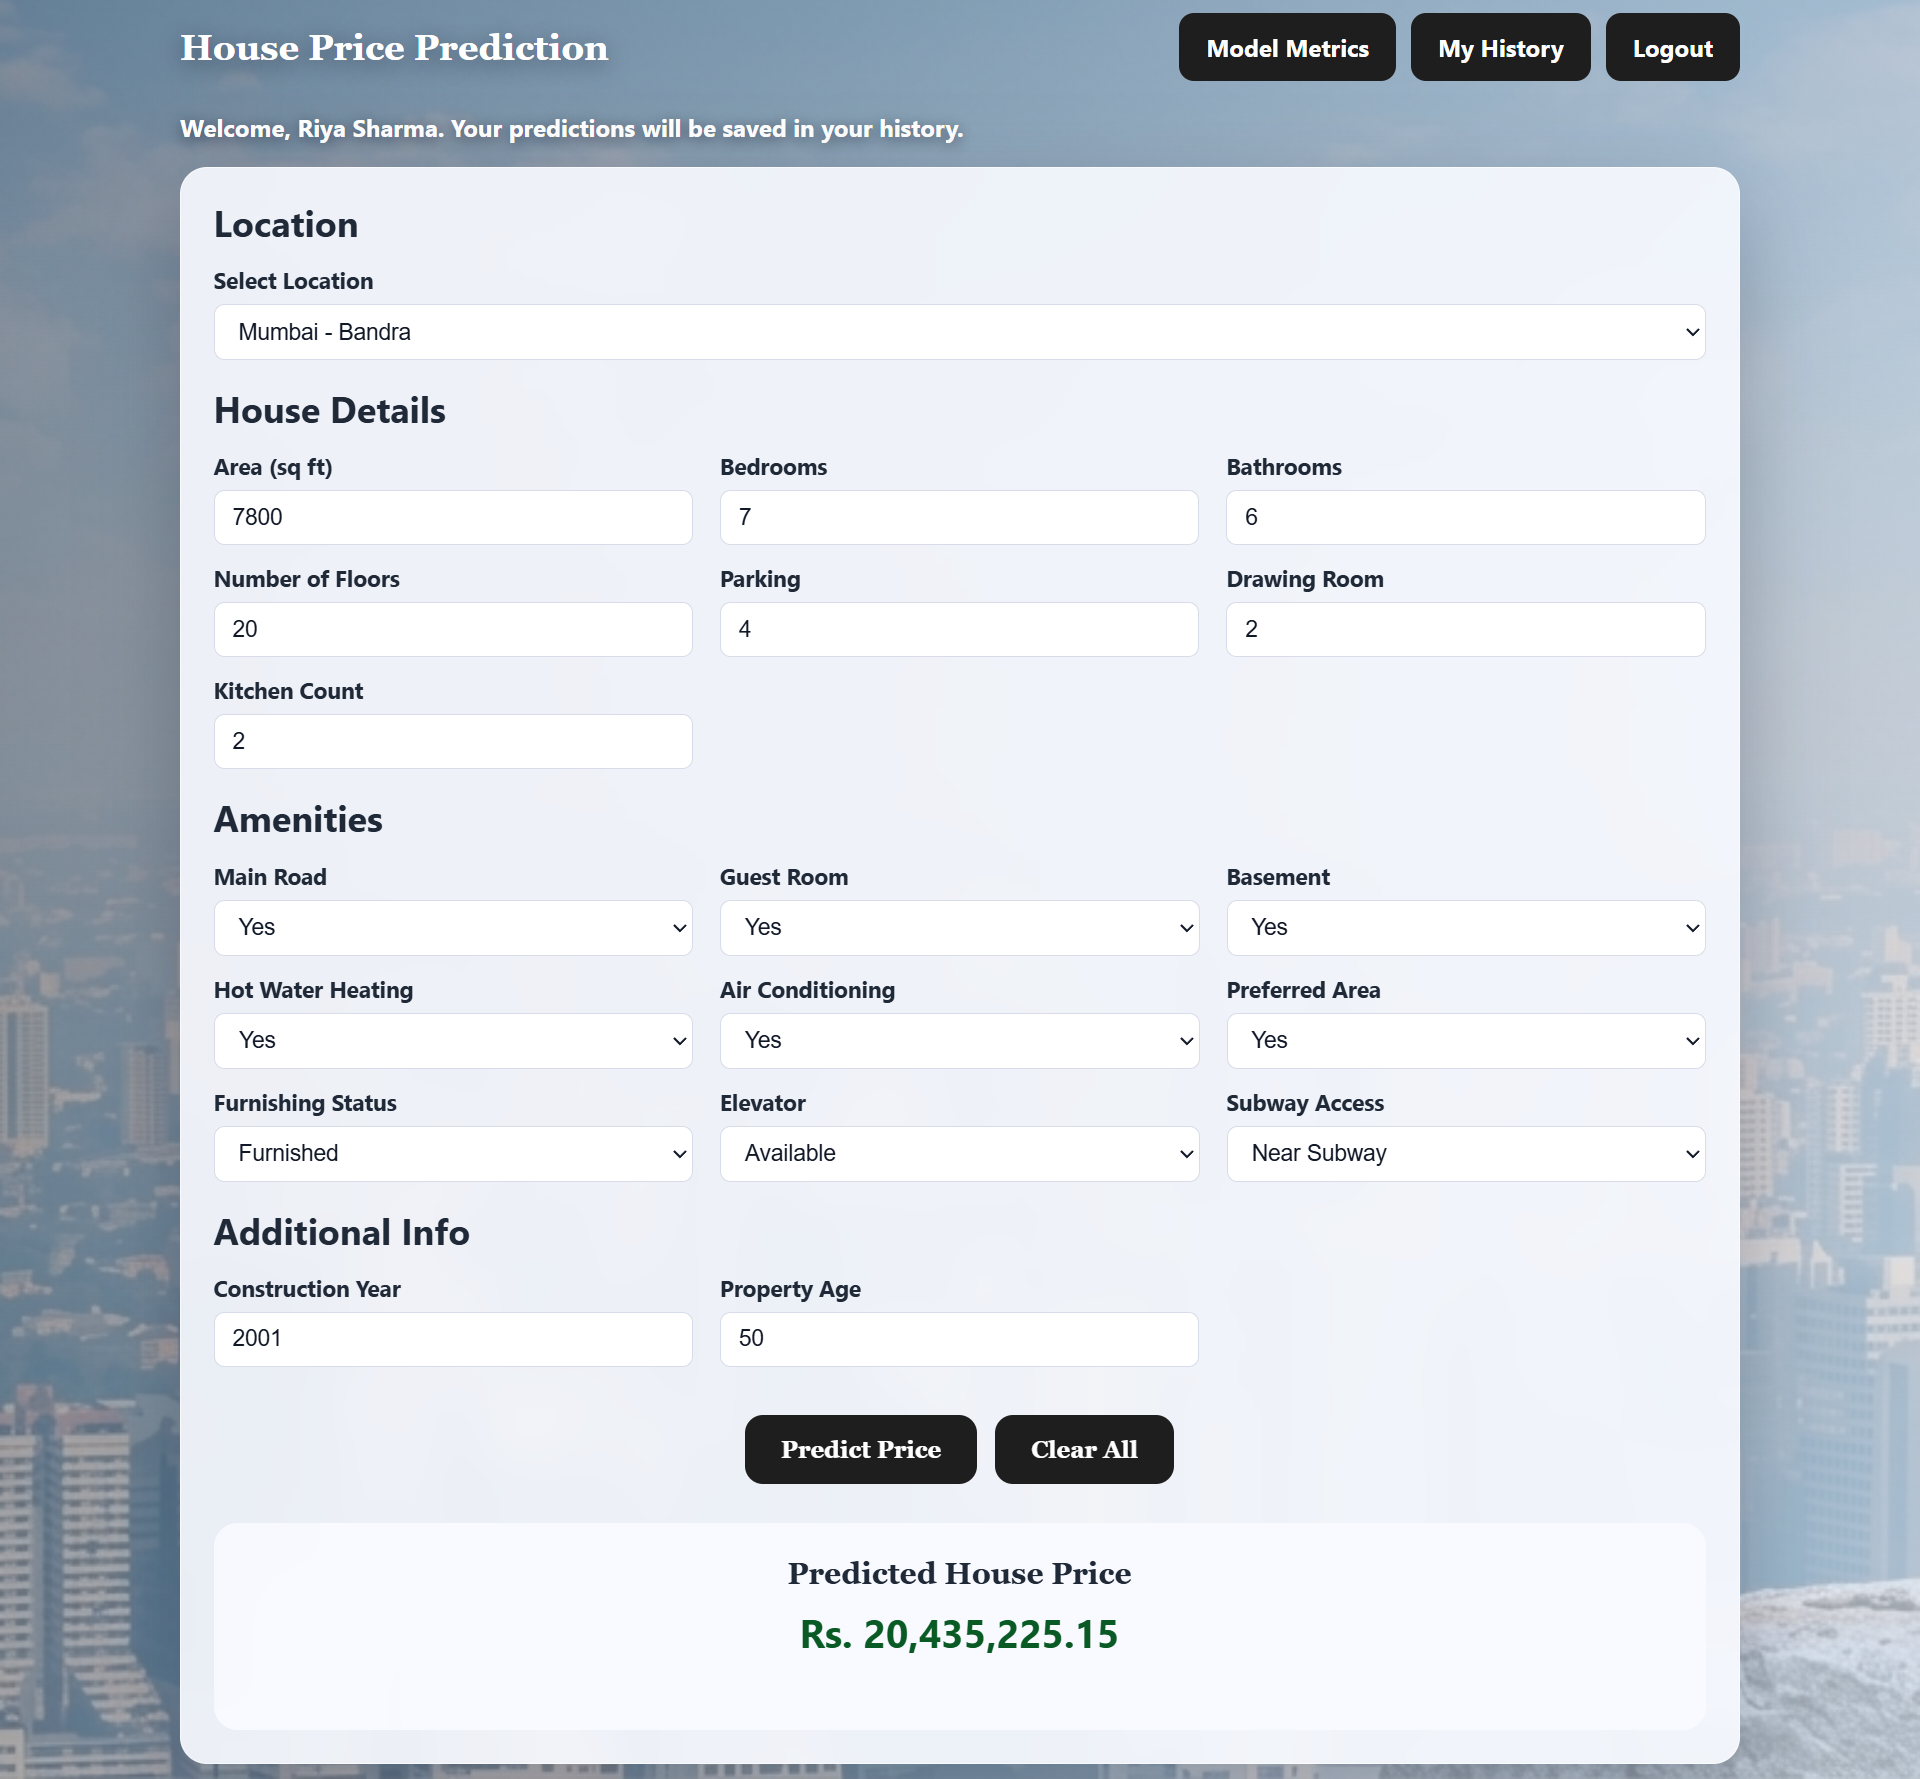 House Price Prediction
Model Metrics
My History
Logout
Welcome, Riya Sharma. Your predictions will be saved in your history.
Location
Select Location
Mumbai - Bandra
House Details
Area (sq ft)
Bedrooms
Bathrooms
7800
7
6
Number of Floors
Parking
Drawing Room
20
4
2
Kitchen Count
2
Amenities
Main Road
Guest Room
Basement
Yes
Yes
Yes
Hot Water Heating
Air Conditioning
Preferred Area
Yes
Yes
Yes
Furnishing Status
Elevator
Subway Access
Furnished
Available
Near Subway
Additional Info
Construction Year
Property Age
2001
50
Predict Price
Clear All
Predicted House Price
Rs. 20,435,225.15